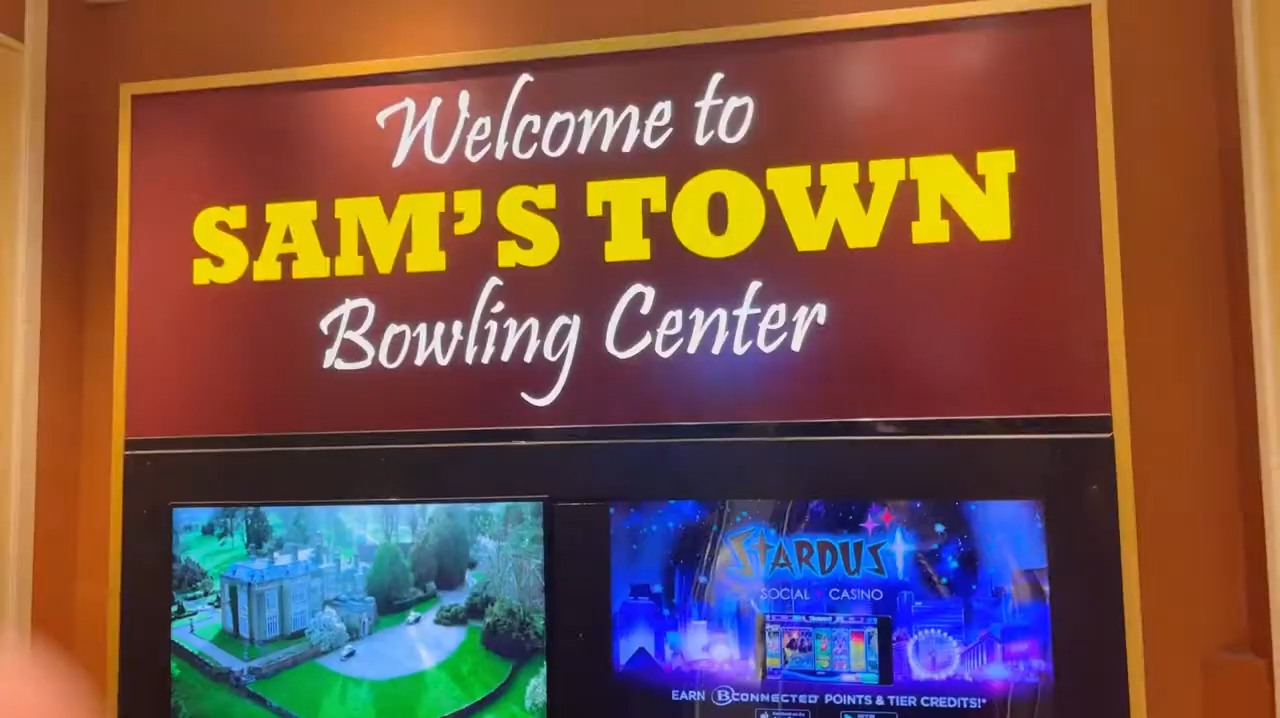 Welcome to
SAM'S TOWN
Bowling Center
STARDUST
SOCIAL CASINO
EARN BCONNECTED POINTS & TIER CREDITS!*